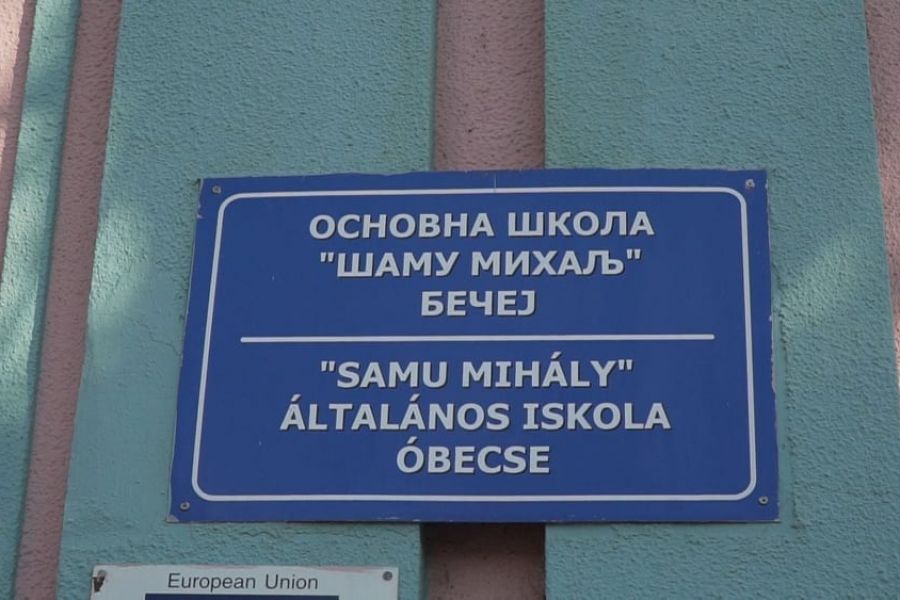 ОСНОВНА ШКОЛА
"ШАМУ МИХАЉ"
БЕЧЕЈ
"SAMU MIHÁLY"
ÁLTALÁNOS ISKOLA
ÓBECSE
European Union